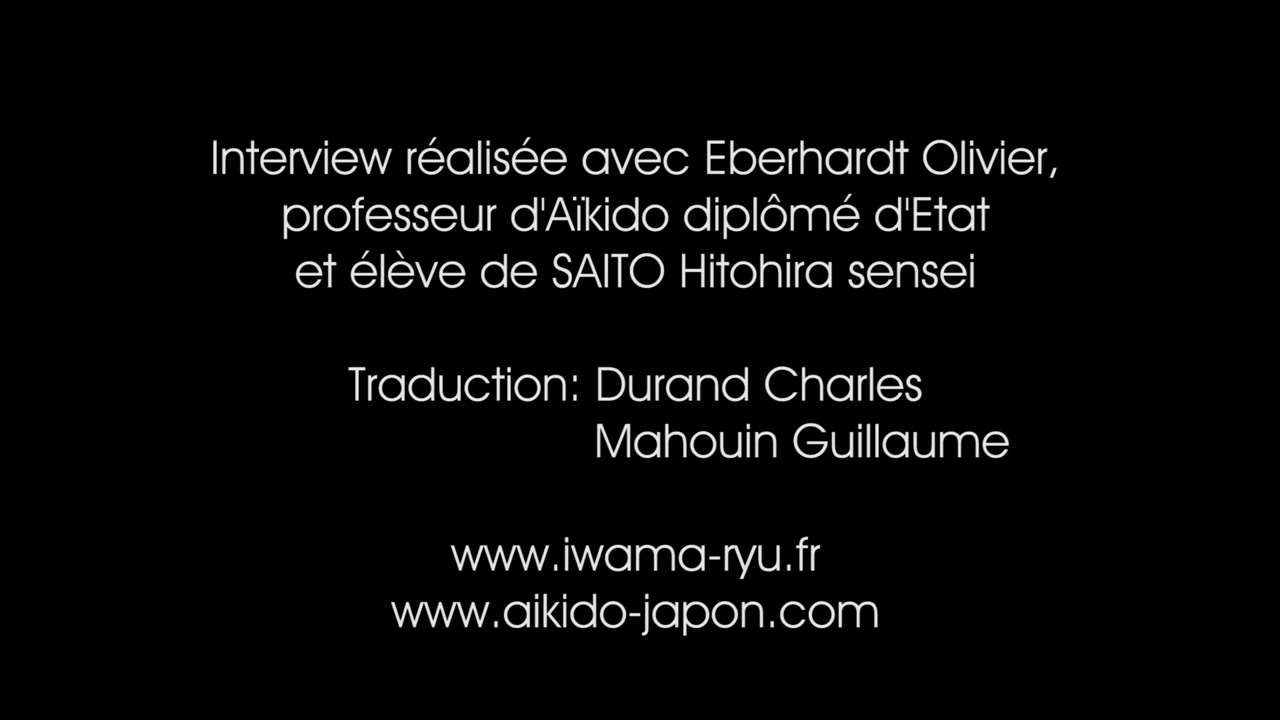 Interview réalisée avec Eberhardt Olivier,
professeur d'Aïkido diplômé d'Etat
et élève de SAITO Hitohira sensei
Traduction: Durand Charles
Mahouin Guillaume
www.iwama-ryu.fr
www.aikido-japon.com